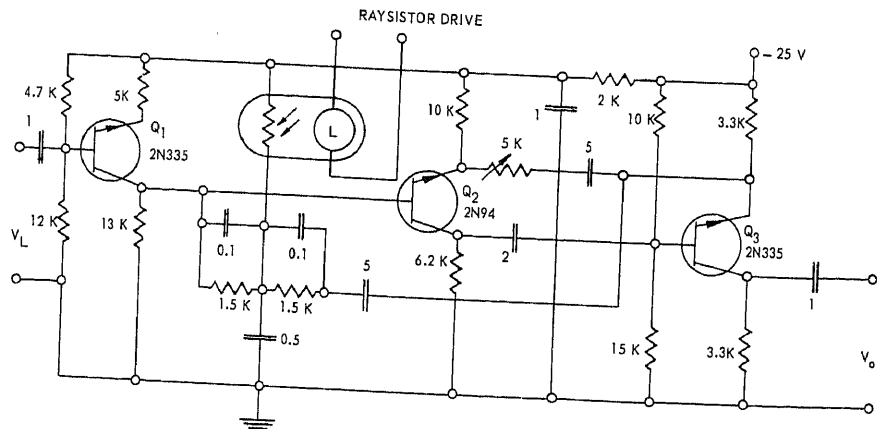 RAYSISTOR DRIVE
– 25 V
4.7 K
5K
10 K
2 K
10 K
3.3K
1
Q1
2N335
L
1
5 K
5
Q2
2N94
Q3
2N335
12 K
13 K
0.1
0.1
6.2 K
2
VL
1.5 K
1.5 K
5
1
0.5
15 K
3.3K
Vo